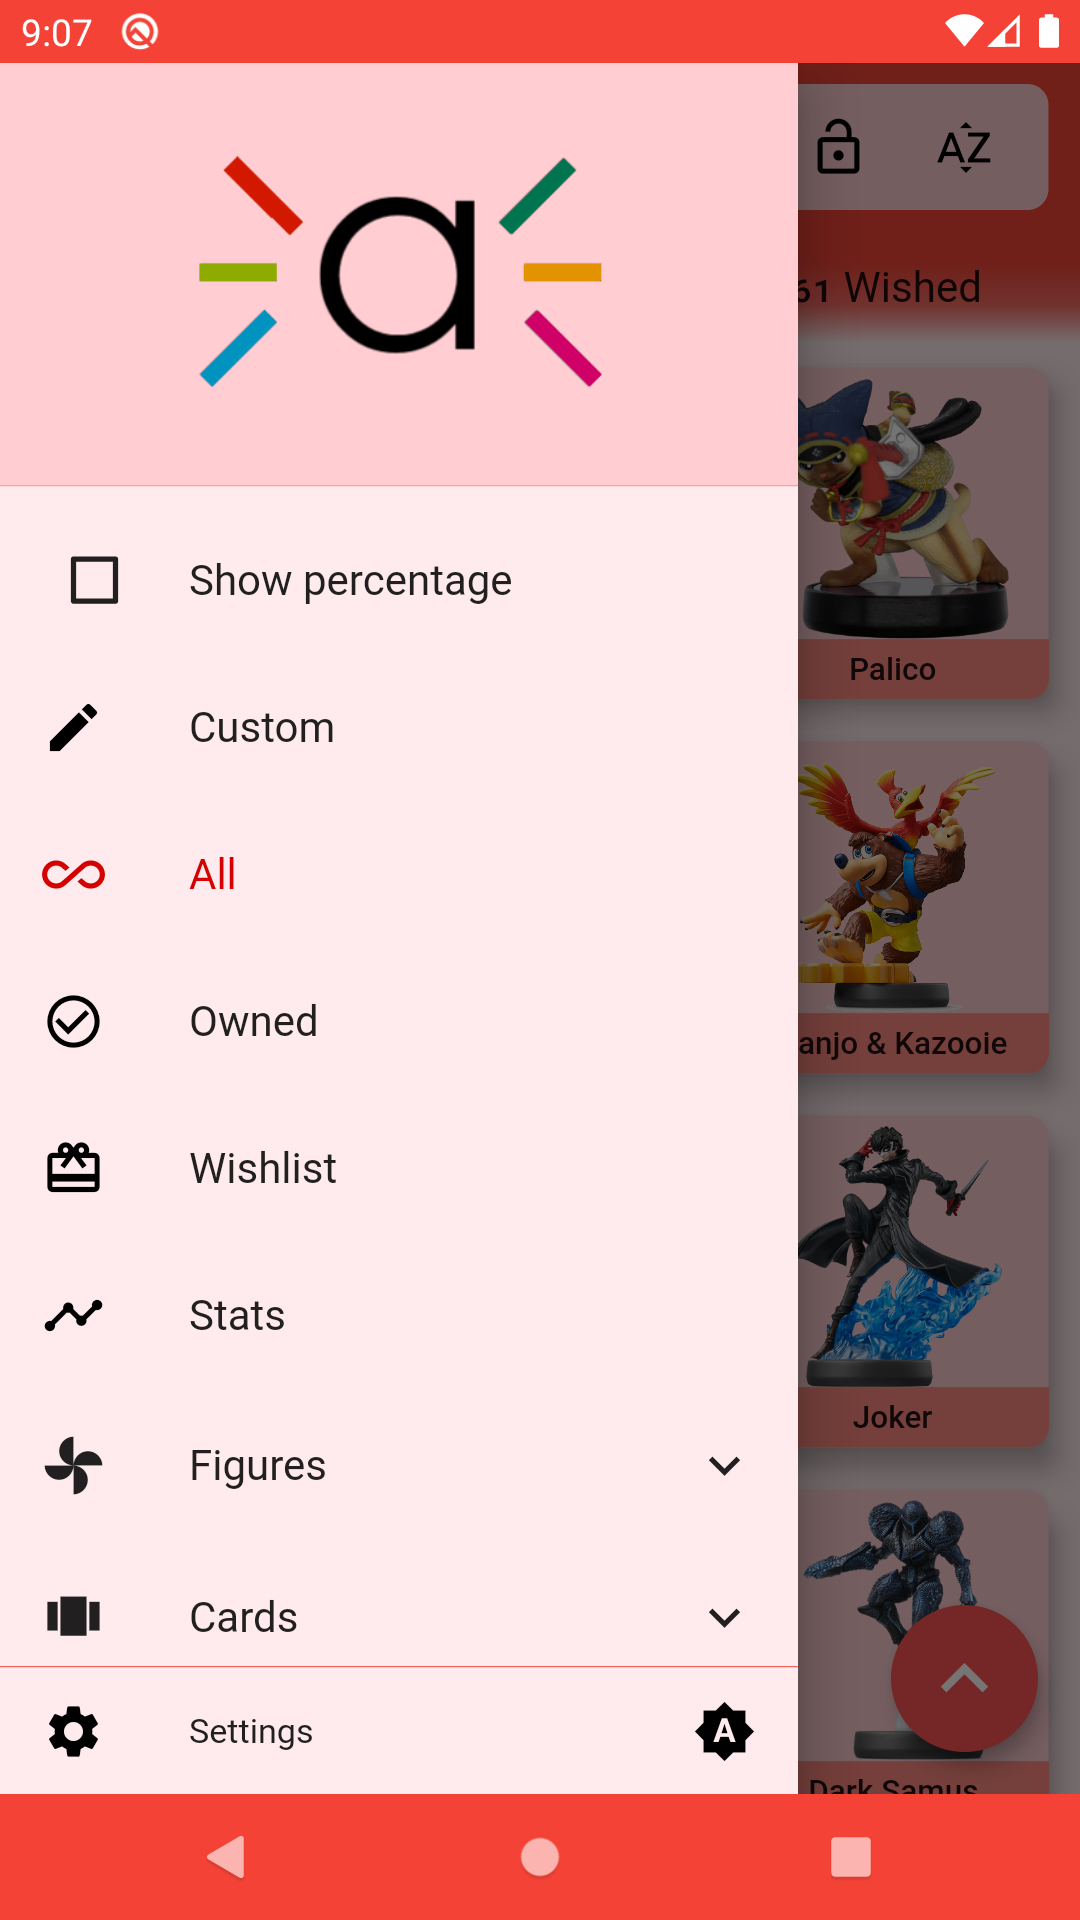 9:07
a
AZ
61 Wished
Show percentage
Palico
Custom
All
anjo & Kazooie
Owned
Wishlist
Stats
Joker
Figures
Cards
Settings
A
Dark Samus